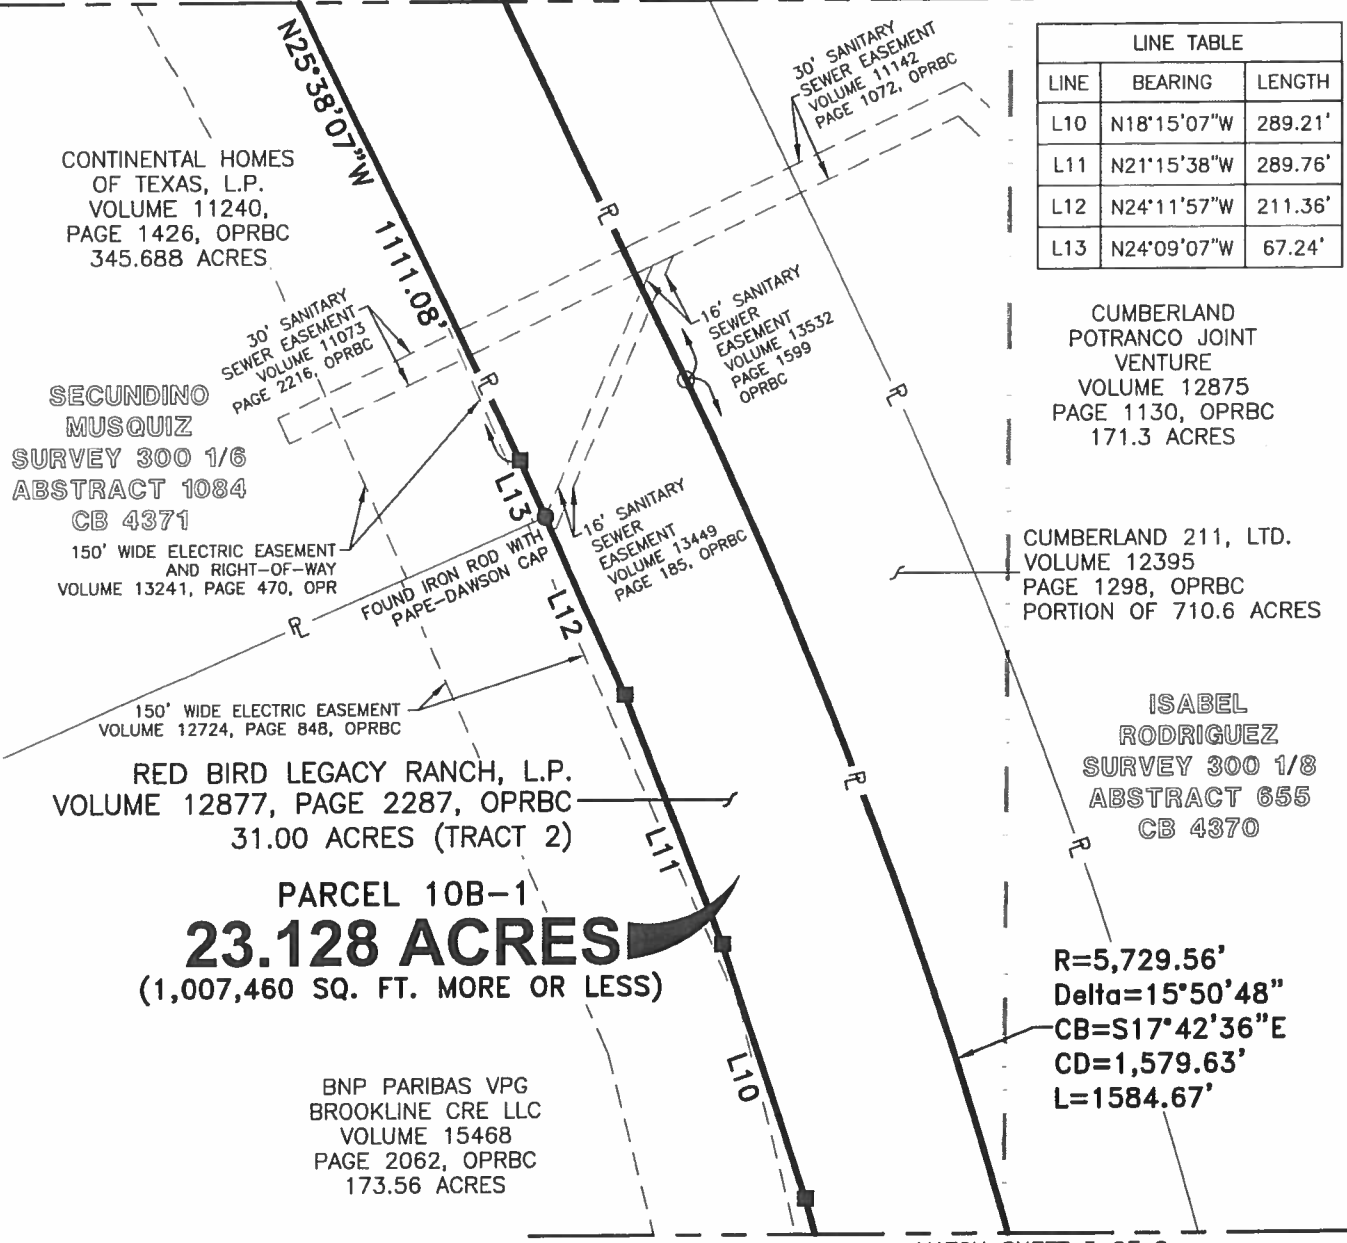 N25°38'07"W 1111.08'
30' SANITARY
SEWER EASEMENT
VOLUME 11142
PAGE 1072, OPRBC
LINE TABLE
LINE BEARING LENGTH
L10 N18°15'07"W 289.21'
L11 N21°15'38"W 289.76'
L12 N24°11'57"W 211.36'
L13 N24°09'07"W 67.24'
CONTINENTAL HOMES
OF TEXAS, L.P.
VOLUME 11240,
PAGE 1426, OPRBC
345.688 ACRES
30' SANITARY
SEWER EASEMENT
VOLUME 11073
PAGE 2216, OPRBC
16' SANITARY
SEWER
EASEMENT
VOLUME 13532
PAGE 1599
OPRBC
CUMBERLAND
POTRANCO JOINT
VENTURE
VOLUME 12875
PAGE 1130, OPRBC
171.3 ACRES
SECUNDINO
MUSQUIZ
SURVEY 300 1/6
ABSTRACT 1084
CB 4371
L13
16' SANITARY
SEWER
EASEMENT
VOLUME 13449
PAGE 185, OPRBC
150' WIDE ELECTRIC EASEMENT
AND RIGHT-OF-WAY
VOLUME 13241, PAGE 470, OPR
FOUND IRON ROD WITH
PAPE-DAWSON CAP
L12
CUMBERLAND 211, LTD.
VOLUME 12395
PAGE 1298, OPRBC
PORTION OF 710.6 ACRES
150' WIDE ELECTRIC EASEMENT
VOLUME 12724, PAGE 848, OPRBC
ISABEL
RODRIGUEZ
SURVEY 300 1/8
ABSTRACT 655
CB 4370
RED BIRD LEGACY RANCH, L.P.
VOLUME 12877, PAGE 2287, OPRBC
31.00 ACRES (TRACT 2)
L11
PARCEL 10B-1
23.128 ACRES
(1,007,460 SQ. FT. MORE OR LESS)
R=5,729.56'
Delta=15°50'48"
CB=S17°42'36"E
CD=1,579.63'
L=1584.67'
L10
BNP PARIBAS VPG
BROOKLINE CRE LLC
VOLUME 15468
PAGE 2062, OPRBC
173.56 ACRES